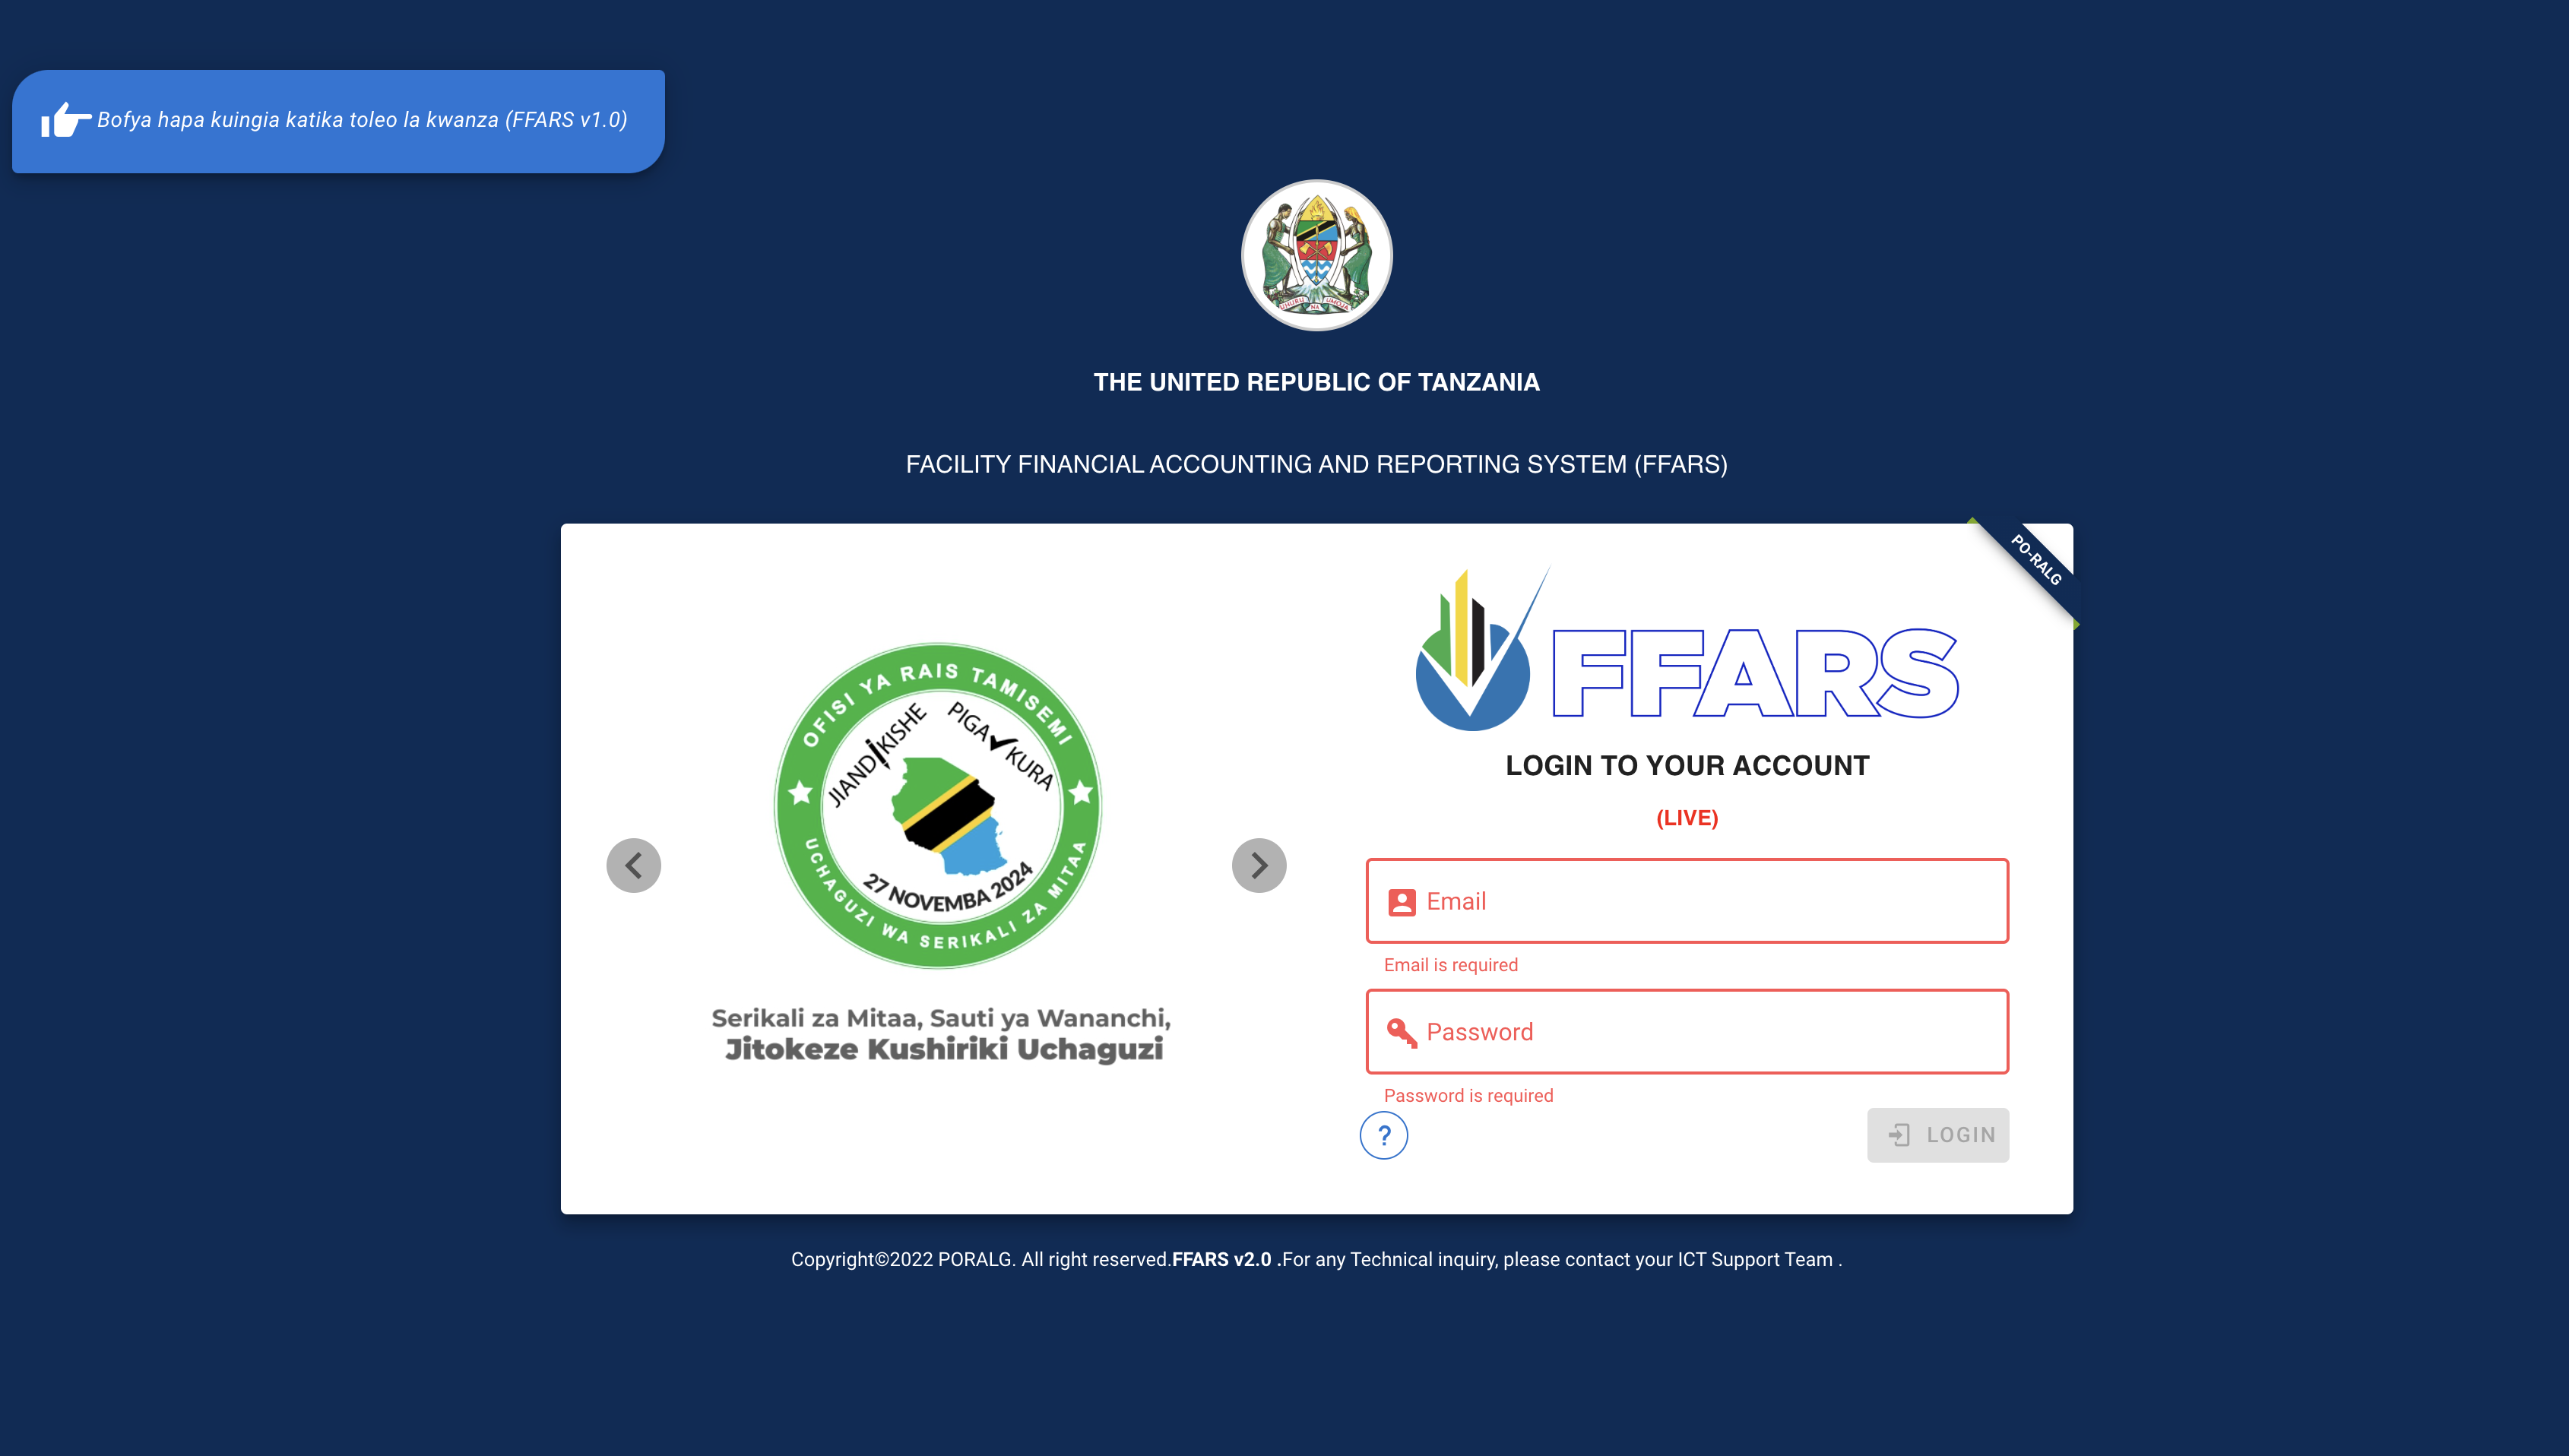 Bofya hapa kuingia katika toleo la kwanza (FFARS v1.0)
UHURU NA UMOJA
THE UNITED REPUBLIC OF TANZANIA
FACILITY FINANCIAL ACCOUNTING AND REPORTING SYSTEM (FFARS)
PO-RALG
OFISI YA RAIS TAMISEMI
JIANDIKISHE PIGA KURA
27 NOVEMBA 2024
UCHAGUZI WA SERIKALI ZA MITAA
Serikali za Mitaa, Sauti ya Wananchi,
Jitokeze Kushiriki Uchaguzi
FFARS
LOGIN TO YOUR ACCOUNT
(LIVE)
Email
Email is required
Password
Password is required
?
LOGIN
Copyright©2022 PORALG. All right reserved.FFARS v2.0 .For any Technical inquiry, please contact your ICT Support Team .